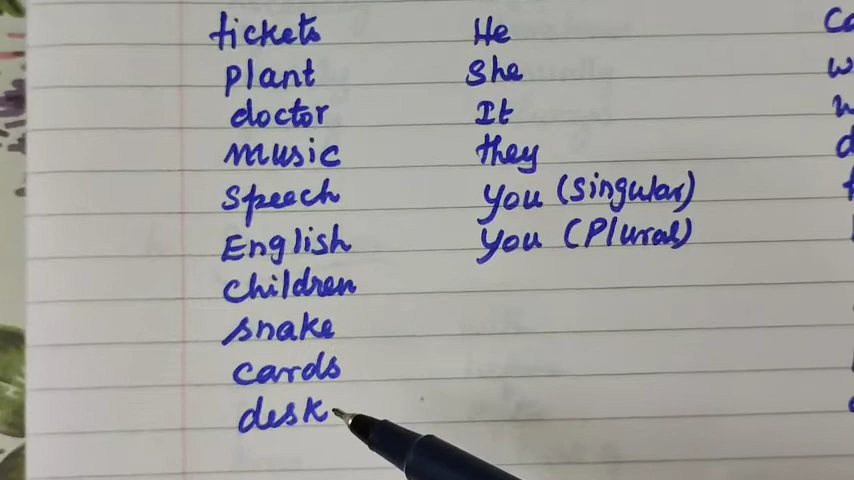 tickets He
Plant She
doctor It
music they
Speech you (Singular)
English you (Plural)
Children
snake
cards
desk